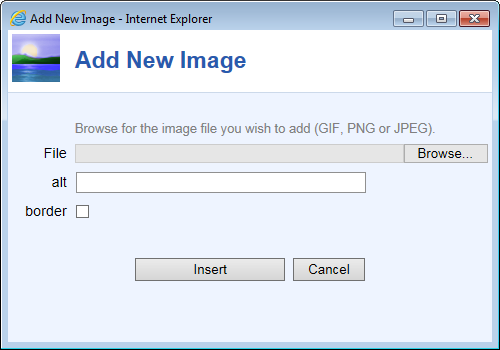 Add New Image - Internet Explorer
Add New Image
Browse for the image file you wish to add (GIF, PNG or JPEG).
File Browse...
alt
border
Insert Cancel